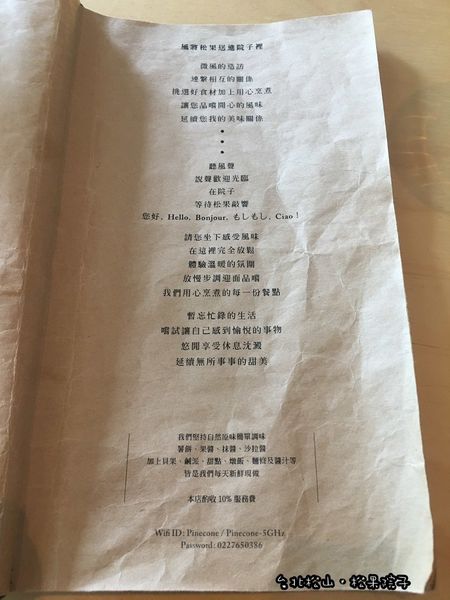 風將松果送進院子裡
微風的造訪
連繫相互的關係
挑選好食材加上用心烹煮
讓您品嚐開心的風味
延續您我的美味關係
•
•
•
聽風聲
說聲歡迎光臨
在院子
等待松果敲響
您好, Hello, Bonjour, もしもし, Ciao !
請您坐下感受風味
在這裡完全放鬆
體驗溫暖的氛圍
放慢步調迎面品嚐
我們用心烹煮的每一份餐點
暫忘忙錄的生活
嚐試讓自己感到愉悅的事物
悠閒享受休息沈澱
延續無所事事的甜美
我們堅持自然原味簡單調味
薯餅、果醬、抹醬、沙拉醬
加上貝果、鹹派、甜點、燉飯、麵條及醬汁等
皆是我們每天新鮮現做
本店酌收 10% 服務費
Wifi ID : Pinecone / Pinecone-5GHz
Password : 0227650386
台北松山・松果院子